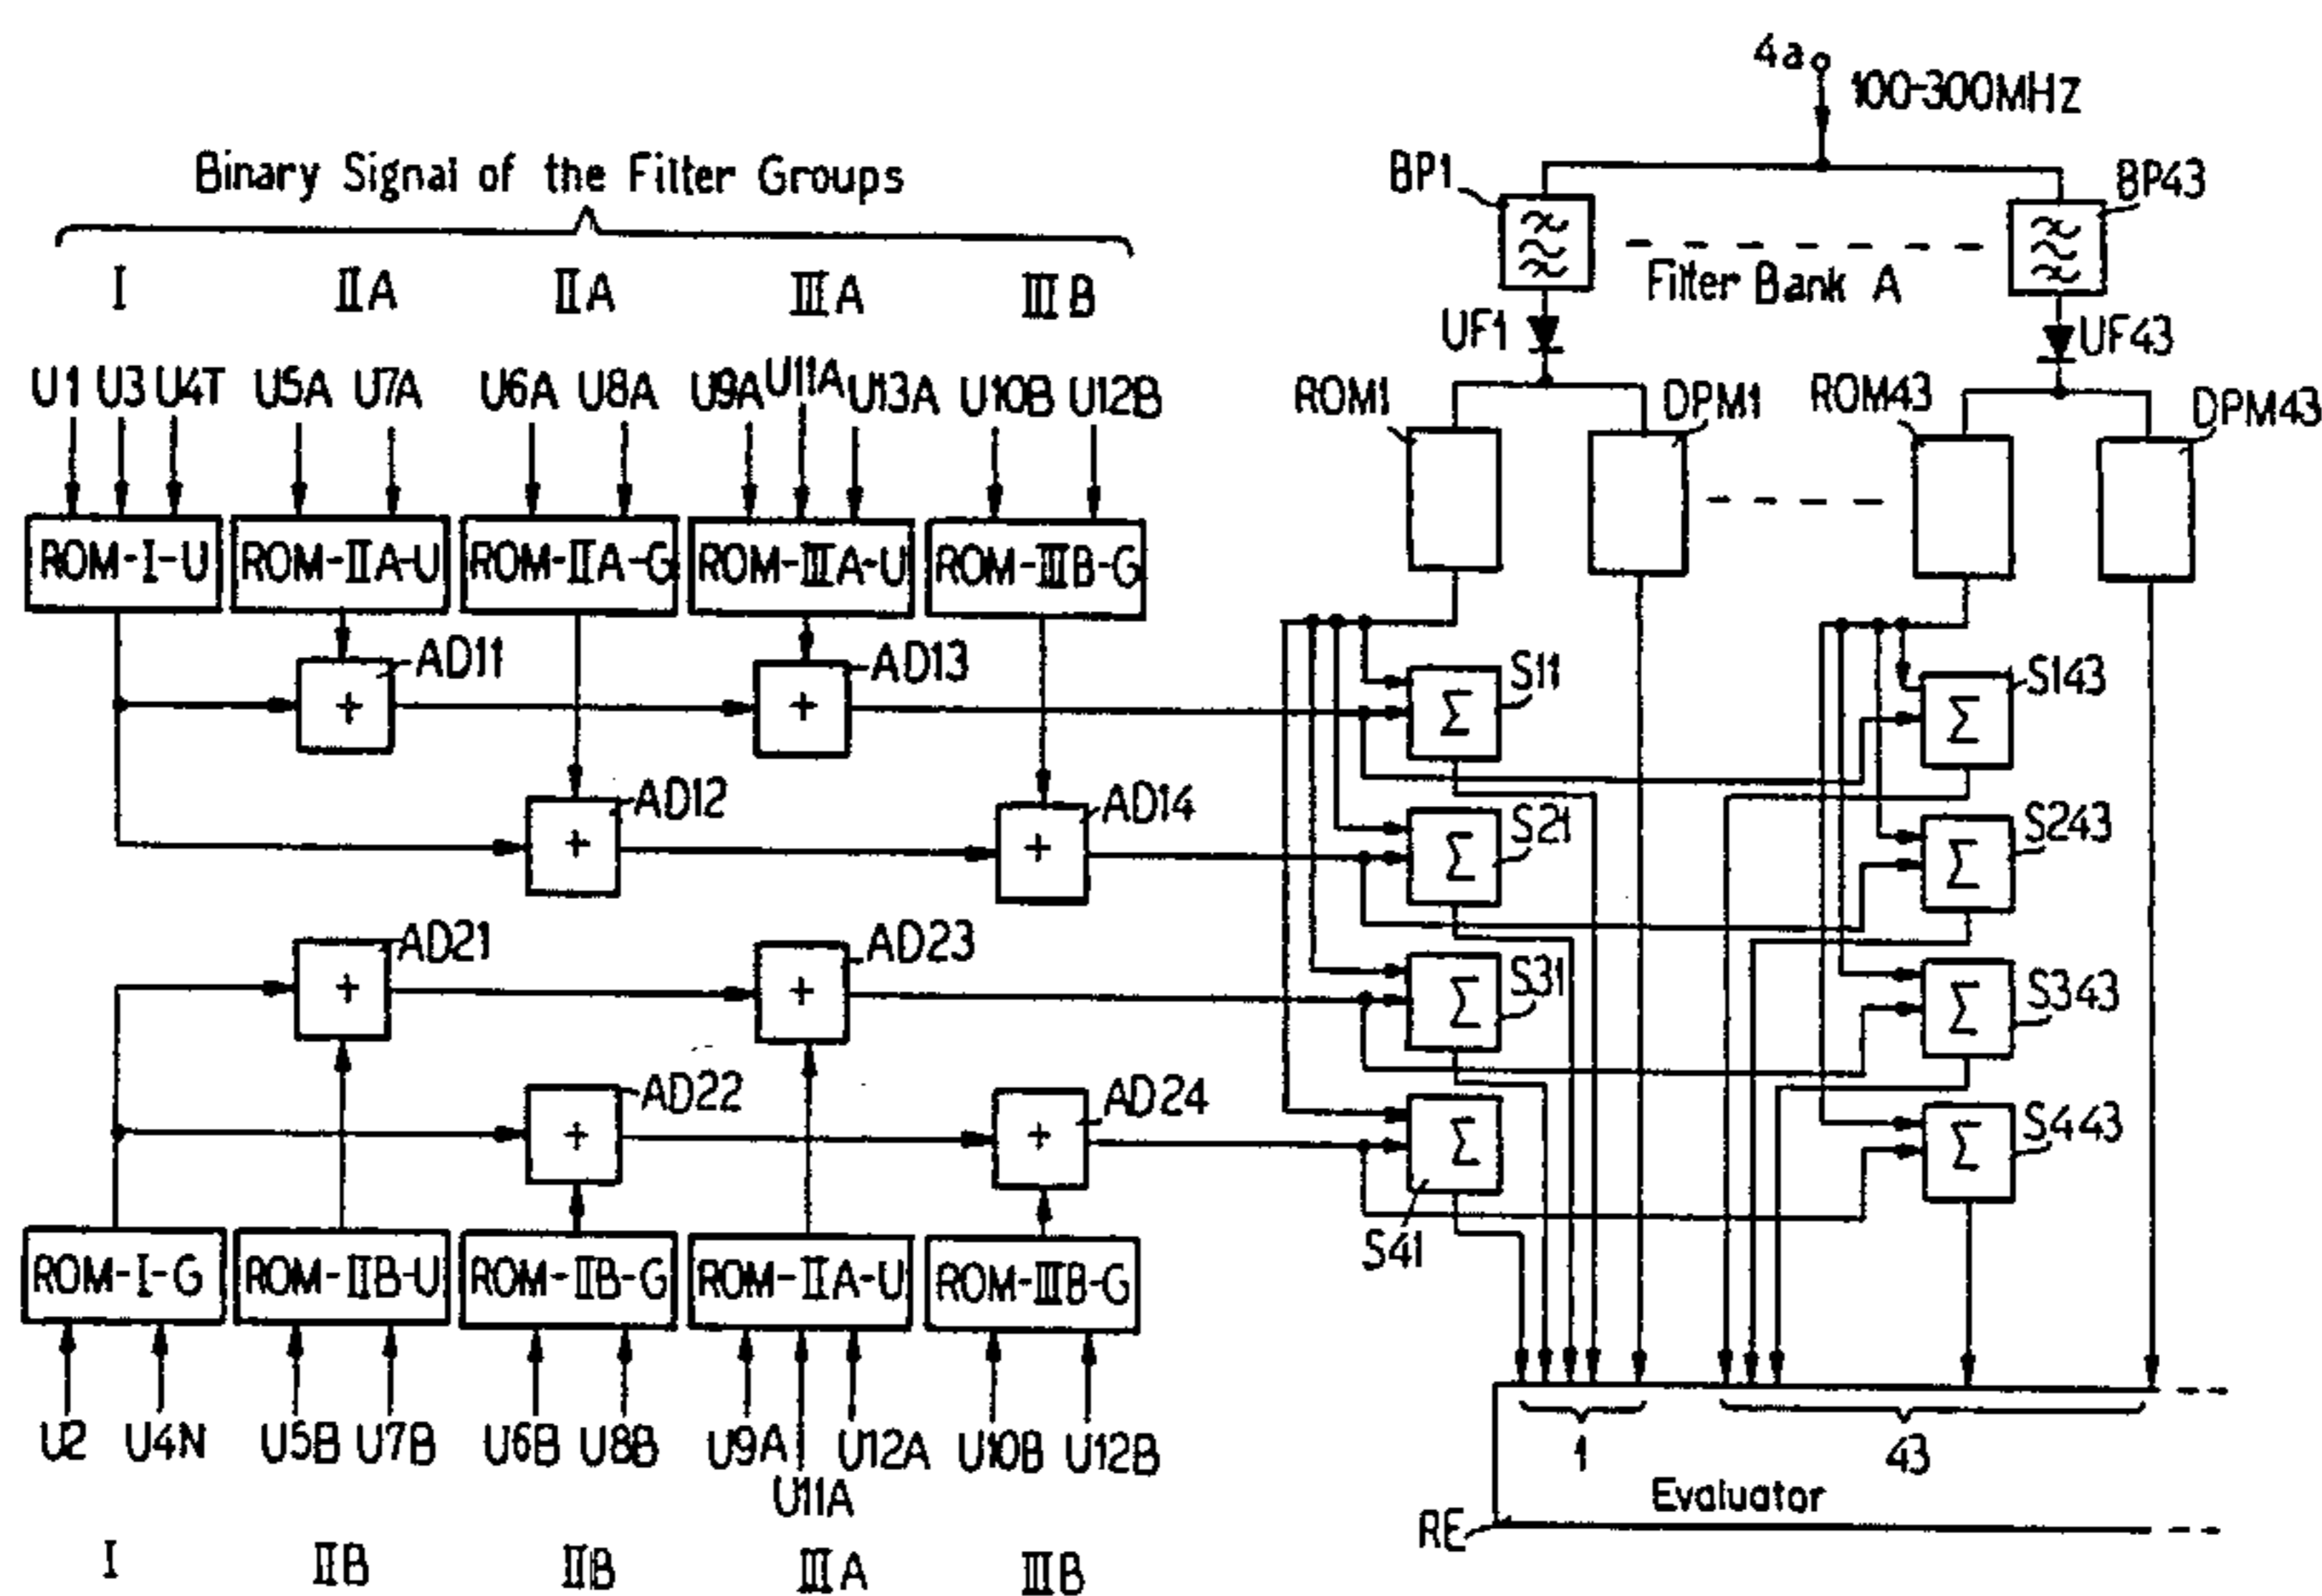 4a
100-300MHZ
Binary Signal of the Filter Groups
BP1
BP43
I IIA IIA IIIA IIIB
Filter Bank A
UF1
UF43
U1 U3 U4T U5A U7A U6A U8A U9A U11A U13A U10B U12B
ROM1
DPM1
ROM43
DPM43
ROM-I-U ROM-IIA-U ROM-IIA-G ROM-IIIA-U ROM-IIIB-G
AD11
AD13
S11
S143
+ + Σ Σ
AD12
AD14
S21
S243
+ + Σ Σ
AD21
AD23
S31
S343
+ + Σ Σ
AD22
AD24
S443
+ + Σ Σ
S41
ROM-I-G ROM-IIB-U ROM-IIB-G ROM-IIA-U ROM-IIIB-G
U2 U4N U5B U7B U6B U8B U9A U12A U10B U12B
U11A
1
43
Evaluator
RE
I IIB IIB IIIA IIIB